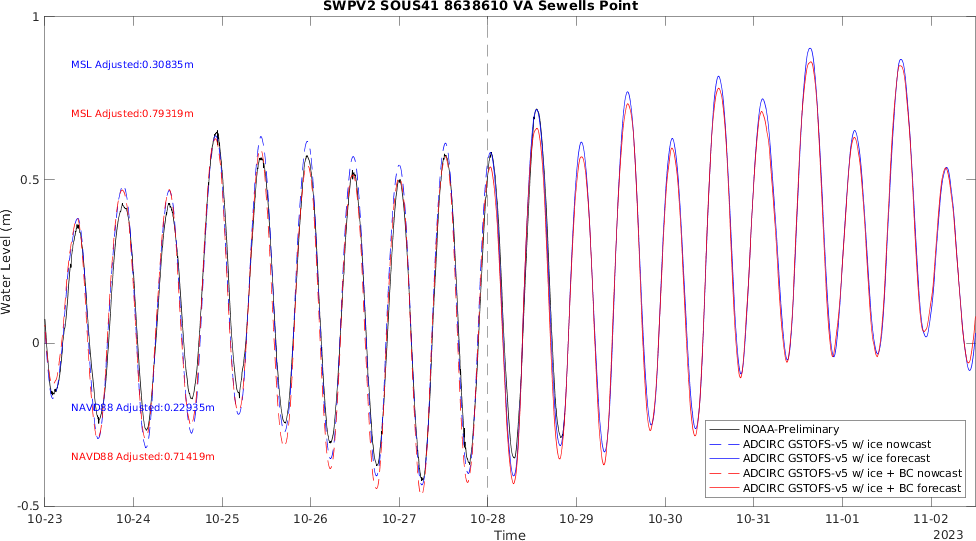 SWPV2 SOUS41 8638610 VA Sewells Point
1
MSL Adjusted:0.30835m
MSL Adjusted:0.79319m
0.5
Water Level (m)
0
NAVD88 Adjusted:0.22935m
NAVD88 Adjusted:0.71419m
NOAA-Preliminary
ADCIRC GSTOFS-v5 w/ ice nowcast
ADCIRC GSTOFS-v5 w/ ice forecast
ADCIRC GSTOFS-v5 w/ ice + BC nowcast
ADCIRC GSTOFS-v5 w/ ice + BC forecast
-0.5
10-23 10-24 10-25 10-26 10-27 10-28 10-29 10-30 10-31 11-01 11-02
Time
2023